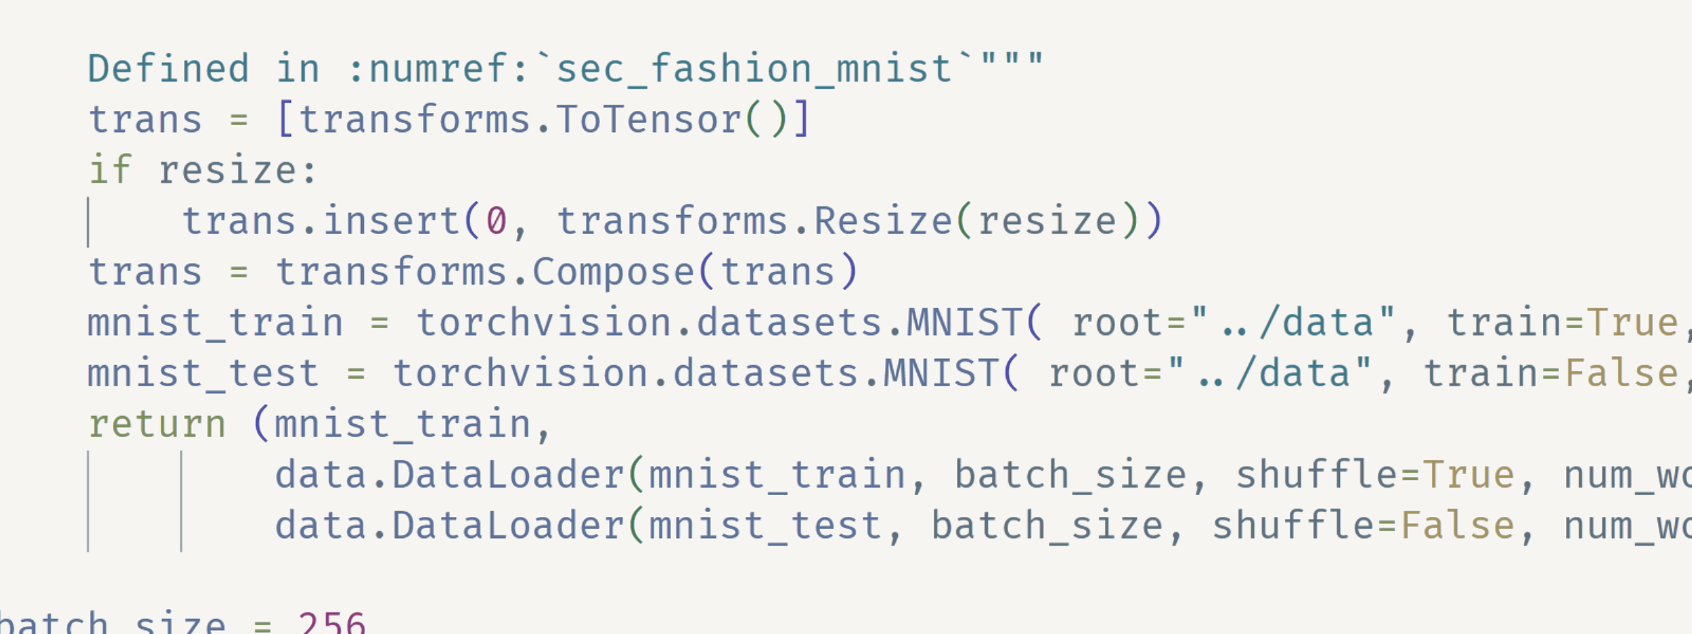 Defined in :numref:`sec_fashion_mnist`"""
trans = [transforms.ToTensor()]
if resize:
trans.insert(0, transforms.Resize(resize))
trans = transforms.Compose(trans)
mnist_train = torchvision.datasets.MNIST( root="../data", train=True,
mnist_test = torchvision.datasets.MNIST( root="../data", train=False,
return (mnist_train,
data.DataLoader(mnist_train, batch_size, shuffle=True,
data.DataLoader(mnist_test, batch_size, shuffle=False,
batch_size = 256